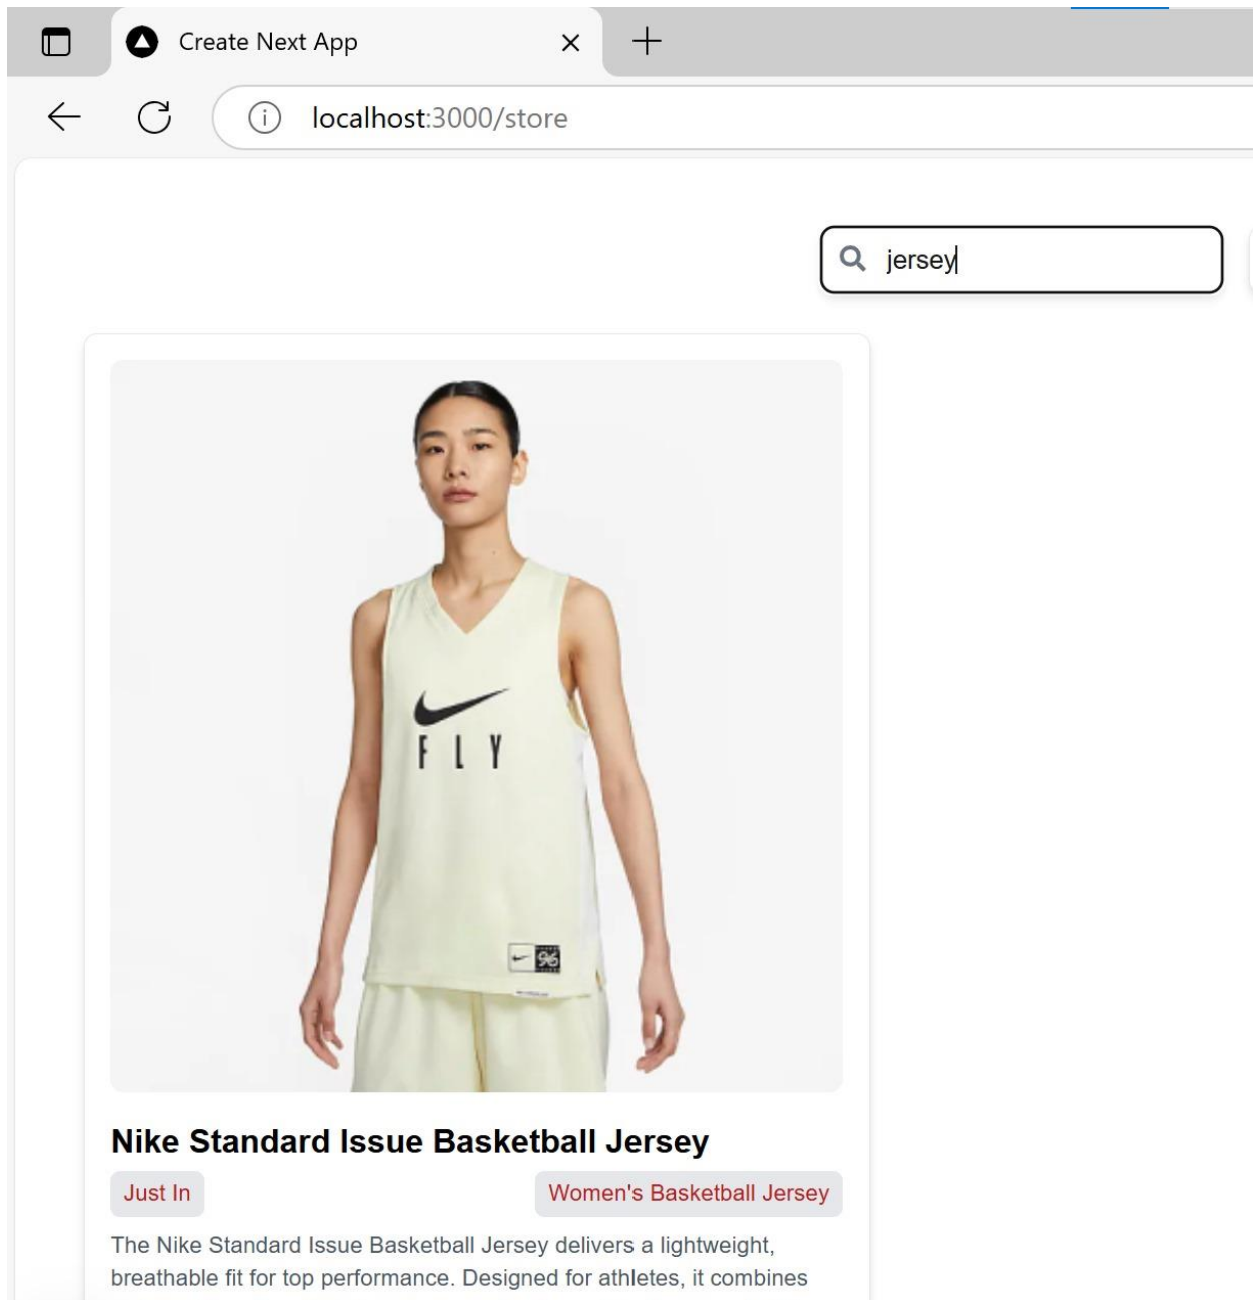 Create Next App
localhost:3000/store
jersey
FLY
96
Nike Standard Issue Basketball Jersey
Just In
Women's Basketball Jersey
The Nike Standard Issue Basketball Jersey delivers a lightweight,
breathable fit for top performance. Designed for athletes, it combines